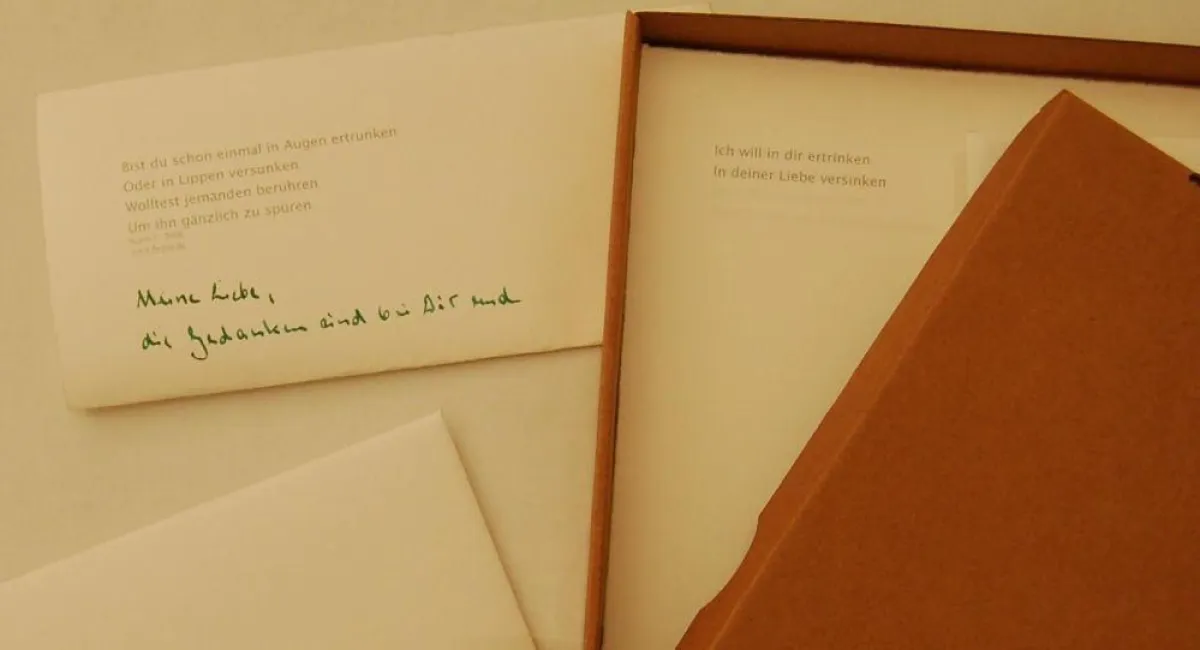 Bist du schon einmal in Augen ertrunken
Oder in Lippen versunken
Wolltest jemanden berühren
Um ihn gänzlich zu spüren
Meine Liebe,
die Gedanken sind bei Dir und
Ich will in dir ertrinken
In deiner Liebe versinken